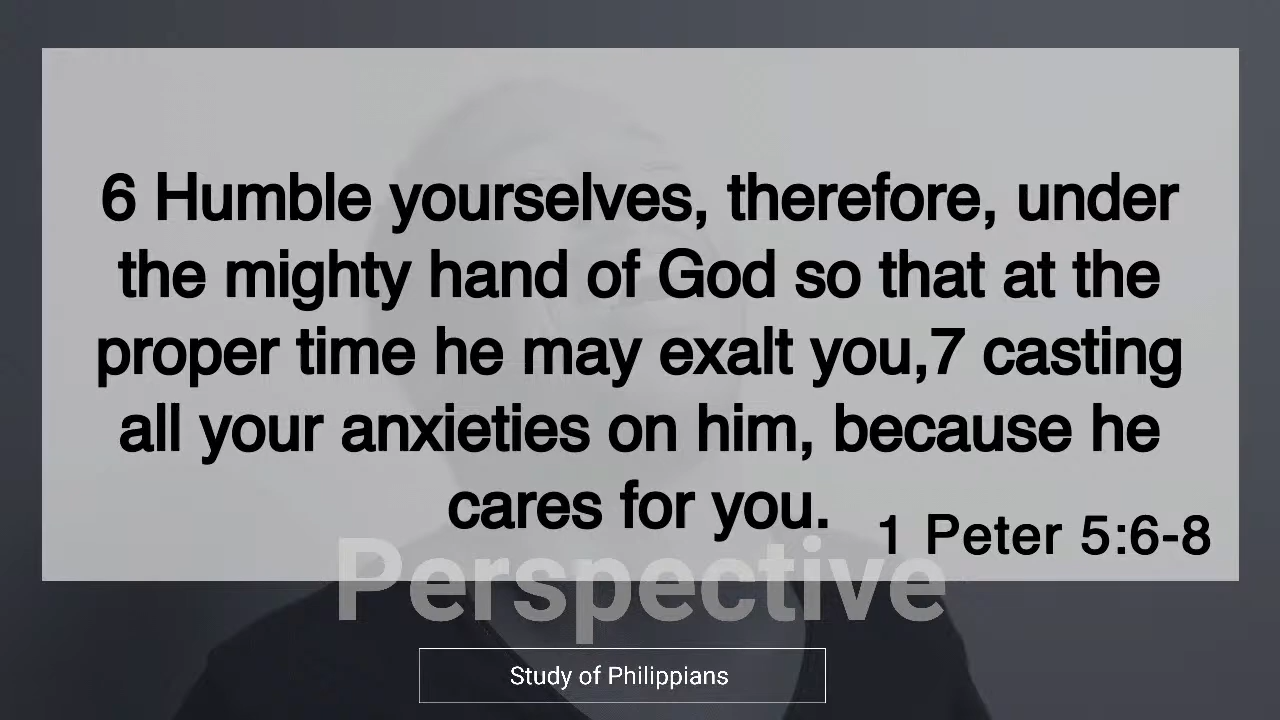 6 Humble yourselves, therefore, under
the mighty hand of God so that at the
proper time he may exalt you,7 casting
all your anxieties on him, because he
cares for you.
1 Peter 5:6-8
Perspective
Study of Philippians